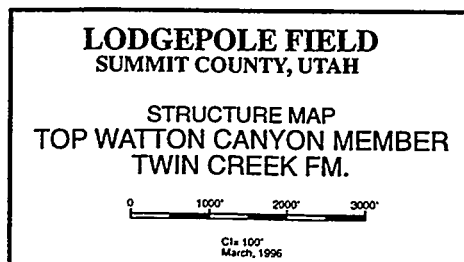 LODGEPOLE FIELD
SUMMIT COUNTY, UTAH
STRUCTURE MAP
TOP WATTON CANYON MEMBER
TWIN CREEK FM.
0 1000' 2000' 3000'
CI= 100'
March, 1996